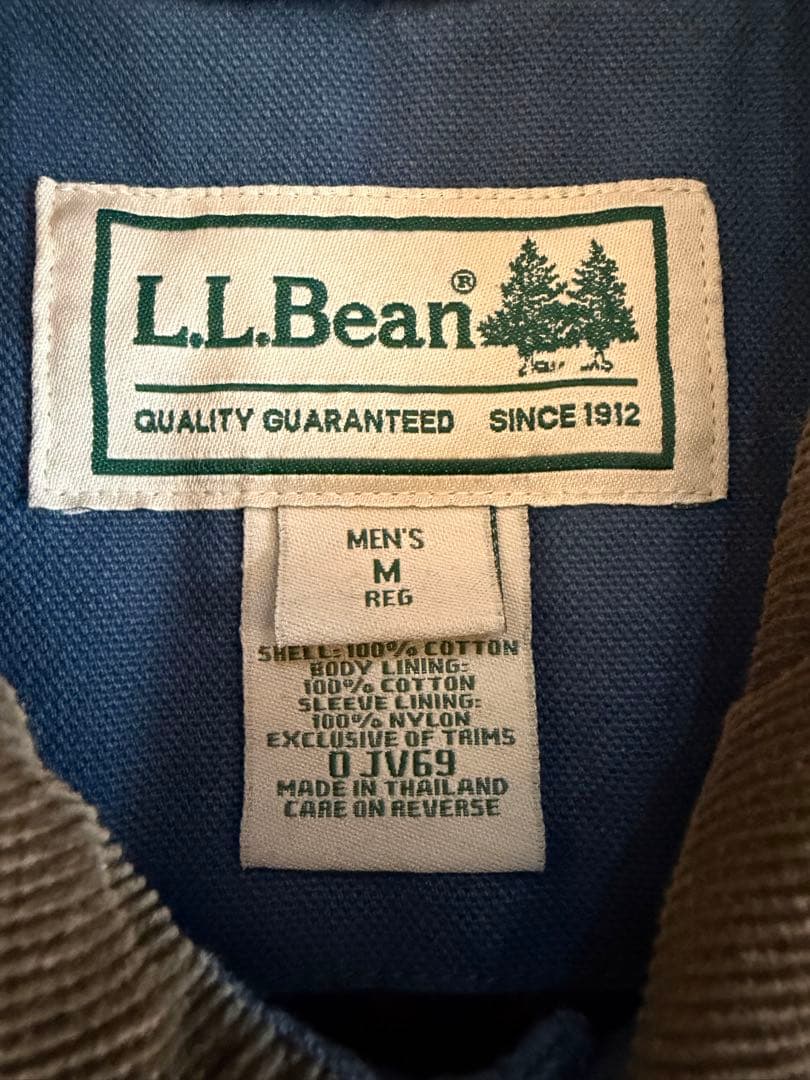 L.L.Bean®
QUALITY GUARANTEED SINCE 1912
MEN'S
M
REG
SHELL: 100% COTTON
BODY LINING:
100% COTTON
SLEEVE LINING:
100% NYLON
EXCLUSIVE OF TRIMS
0 JV69
MADE IN THAILAND
CARE ON REVERSE